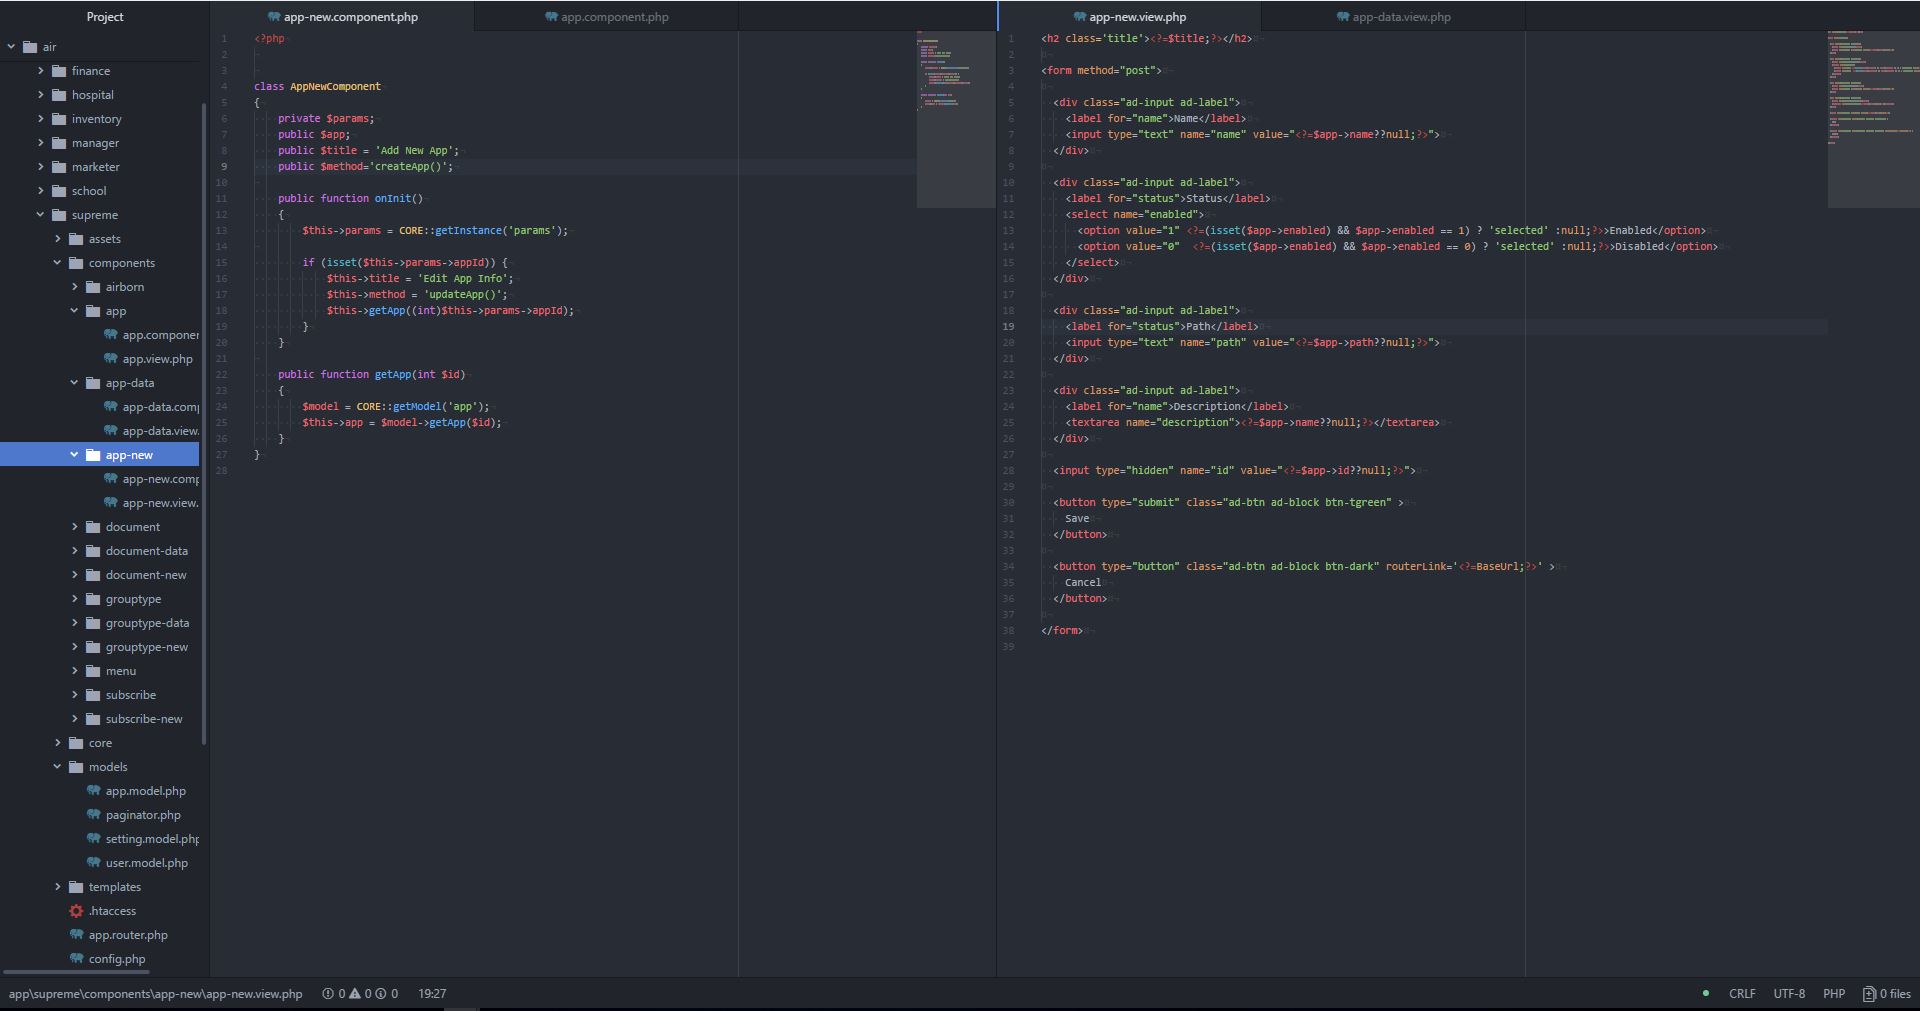 Project
air
finance
hospital
inventory
manager
marketer
school
supreme
assets
components
airborn
app
app.componen
app.view.php
app-data
app-data.comp
app-data.view.
app-new
app-new.comp
app-new.view.
document
document-data
document-new
grouptype
grouptype-data
grouptype-new
menu
subscribe
subscribe-new
core
models
app.model.php
paginator.php
setting.model.php
user.model.php
templates
.htaccess
app.router.php
config.php
app-new.component.php
app.component.php
1 <?php
2
3
4 class AppNewComponent
5 {
6     private $params;
7     public $app;
8     public $title = 'Add New App';
9     public $method='createApp()';
10
11     public function onInit()
12     {
13         $this->params = CORE::getInstance('params');
14
15         if (isset($this->params->appId)) {
16             $this->title = 'Edit App Info';
17             $this->method = 'updateApp()';
18             $this->getApp((int)$this->params->appId);
19         }
20     }
21
22     public function getApp(int $id)
23     {
24         $model = CORE::getModel('app');
25         $this->app = $model->getApp($id);
26     }
27 }
28
app-new.view.php
app-data.view.php
1 <h2 class='title'><?=$title;?></h2>
2
3 <form method="post">
4
5   <div class="ad-input ad-label">
6     <label for="name">Name</label>
7     <input type="text" name="name" value="<?=$app->name??null;?>">
8   </div>
9
10   <div class="ad-input ad-label">
11     <label for="status">Status</label>
12     <select name="enabled">
13       <option value="1" <?=(isset($app->enabled) && $app->enabled == 1) ? 'selected' :null;?>>Enabled</option>
14       <option value="0"  <?=(isset($app->enabled) && $app->enabled == 0) ? 'selected' :null;?>>Disabled</option>
15     </select>
16   </div>
17
18   <div class="ad-input ad-label">
19     <label for="status">Path</label>
20     <input type="text" name="path" value="<?=$app->path??null;?>">
21   </div>
22
23   <div class="ad-input ad-label">
24     <label for="name">Description</label>
25     <textarea name="description"><?=$app->name??null;?></textarea>
26   </div>
27
28   <input type="hidden" name="id" value="<?=$app->id??null;?>">
29
30   <button type="submit" class="ad-btn ad-block btn-tgreen" >
31     Save
32   </button>
33
34   <button type="button" class="ad-btn ad-block btn-dark" routerLink='<?=BaseUrl;?>' >
35     Cancel
36   </button>
37
38 </form>
39
app\supreme\components\app-new\app-new.view.php 0 0 0 19:27 CRLF UTF-8 PHP 0 files